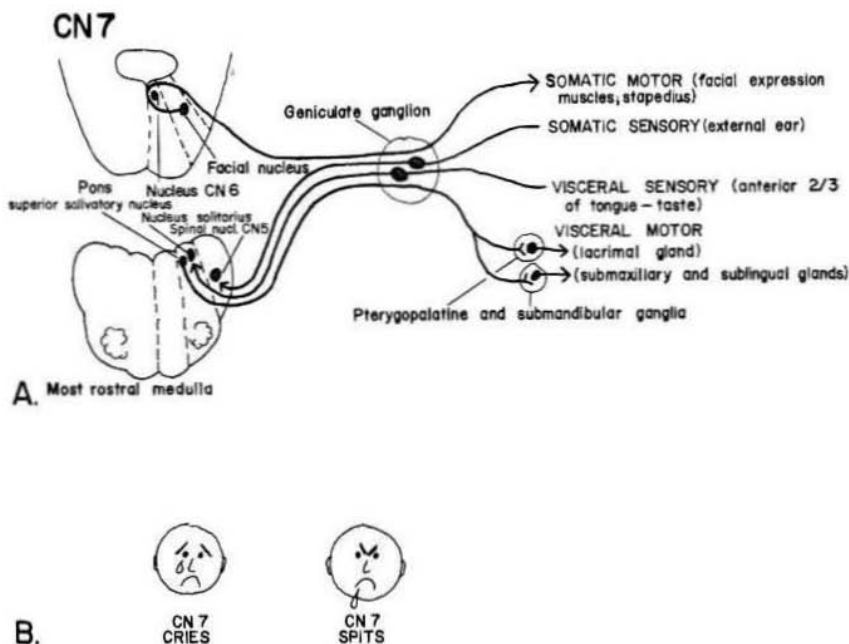 CN7
Geniculate ganglion
SOMATIC MOTOR (facial expression
muscles, stapedius)
SOMATIC SENSORY (external ear)
VISCERAL SENSORY (anterior 2/3
of tongue-taste)
VISCERAL MOTOR
(lacrimal gland)
(submaxillary and sublingual glands)
Pterygopalatine and submandibular ganglia
Facial nucleus
Nucleus CN6
Pons
superior salivatory nucleus
Nucleus solitarius
Spinal nucl. CN5
A. Most rostral medulla
CN 7
CRIES
CN 7
SPITS
B.